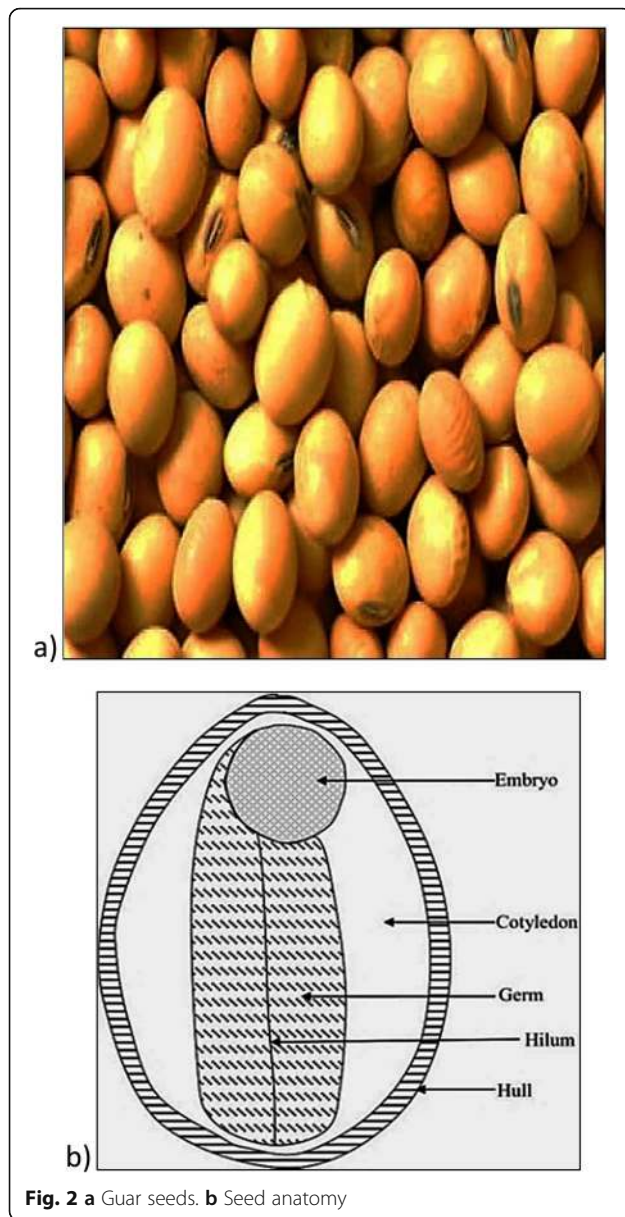 a)
Embryo
Cotyledon
Germ
Hilum
Hull
b)
Fig. 2 a Guar seeds. b Seed anatomy